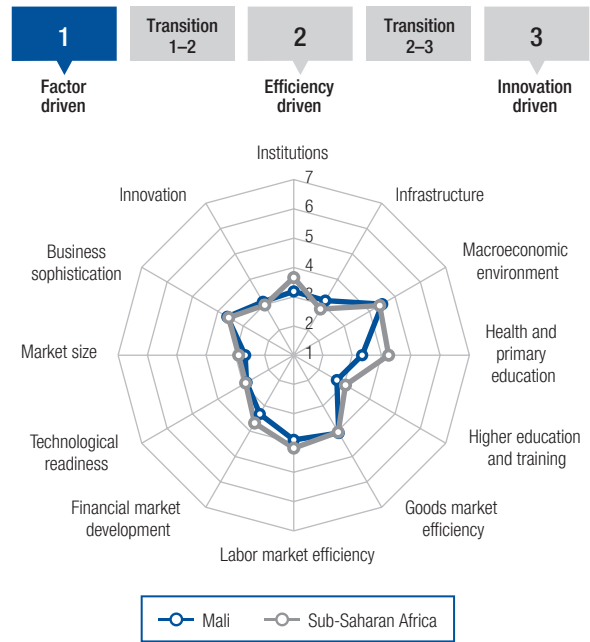 1
Transition
1–2
2
Transition
2–3
3
Factor
driven
Efficiency
driven
Innovation
driven
Institutions
7
Innovation
Infrastructure
6
5
Business
sophistication
Macroeconomic
environment
4
3
2
Market size
1
Health and
primary
education
Technological
readiness
Higher education
and training
Financial market
development
Goods market
efficiency
Labor market efficiency
Mali
Sub-Saharan Africa